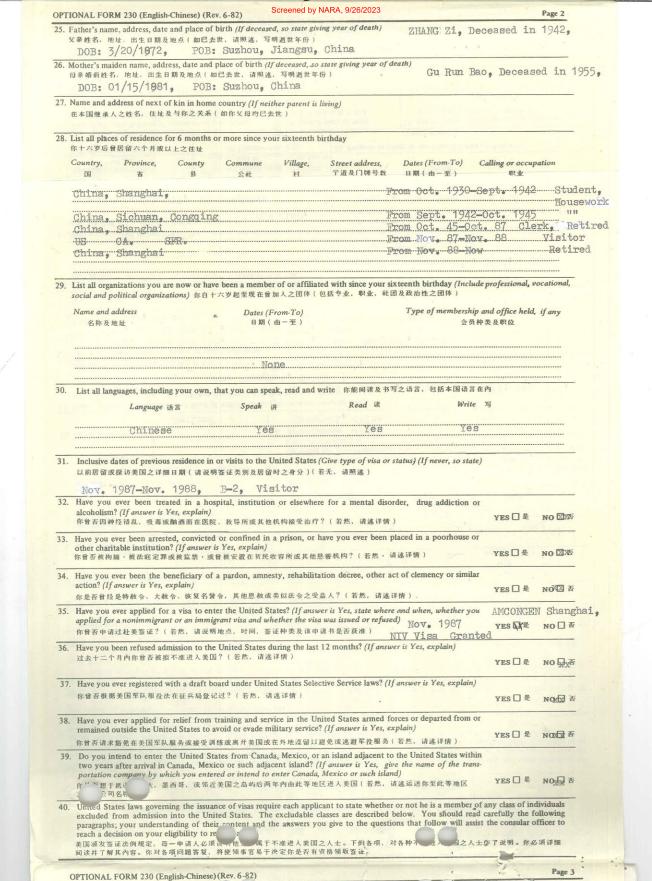 Screened by NARA, 9/26/2023
OPTIONAL FORM 230 (English-Chinese) (Rev. 6-82) Page 2
25. Father's name, address, date and place of birth (If deceased, so state giving year of death) ZHANG Zi, Deceased in 1942,
父亲姓名, 地址, 出生日期及地点 (如已去世, 请照述, 写明逝世年份)
DOB: 3/20/1872, POB: Suzhou, Jiangsu, China
26. Mother's maiden name, address, date and place of birth (If deceased, so state giving year of death)
母亲婚前姓名, 地址, 出生日期及地点 (如已去世, 请照述, 写明逝世年份) Gu Run Bao, Deceased in 1955,
DOB: 01/15/1981, POB: Suzhou, China
27. Name and address of next of kin in home country (If neither parent is living)
在本国继承人之姓名, 住址及与你之关系 (如你父母均已去世)
28. List all places of residence for 6 months or more since your sixteenth birthday
你十六岁后曾居留六个月或以上之住址
Country, Province, County Commune Village, Street address, Dates (From-To) Calling or occupation
国 省 县 公社 村 日期 (由一至) 职业
China, Shanghai, From Oct. 1930-Sept. 1942 Student,
Housework
China, Sichuan, Congqing From Sept. 1942-Oct. 1945 ""
China, Shanghai From Oct. 45-Oct. 87 Clerk, Retired
US CA. SFR. From Nov. 87-Nov. 88 Visitor
China, Shanghai From Nov. 88-Now Retired
29. List all organizations you are now or have been a member of or affiliated with since your sixteenth birthday (Include professional, vocational,
social and political organizations) 你自十六岁起至现在曾加入之团体 (包括专业, 职业, 社团及政治性之团体)
Name and address Dates (From-To) Type of membership and office held, if any
名称及地址 日期 (由一至) 会员种类及职位
None
30. List all languages, including your own, that you can speak, read and write 你能阅读及书写之语言, 包括本国语言在内
Language 语言 Speak 讲 Read 读 Write 写
Chinese Yes Yes Yes
31. Inclusive dates of previous residence in or visits to the United States (Give type of visa or status) (If never, so state)
以前居留或探访美国之详细日期 (请说明签证类别及居留时之身分) (若无, 请照述)
Nov. 1987-Nov. 1988, B-2, Visitor
32. Have you ever been treated in a hospital, institution or elsewhere for a mental disorder, drug addiction or
alcoholism? (If answer is Yes, explain)
你曾否因神经错乱, 吸毒或酗酒而在医院, 教导所或其他机构接受治疗? (若然, 请述详情) YES 是 NO 否
33. Have you ever been arrested, convicted or confined in a prison, or have you ever been placed in a poorhouse or
other charitable institution? (If answer is Yes, explain)
你曾否被拘捕, 被法庭定罪或被监禁, 或曾被安置在贫民收容所或其他慈善机构? (若然, 请述详情) YES 是 NO 否
34. Have you ever been the beneficiary of a pardon, amnesty, rehabilitation decree, other act of clemency or similar
action? (If answer is Yes, explain)
你是否曾经是特赦令, 大赦令, 恢复名誉令, 其他恩赦或类似法令之受益人? (若然, 请述详情) YES 是 NO 否
35. Have you ever applied for a visa to enter the United States? (If answer is Yes, state where and when, whether you AMCONGEN Shanghai,
applied for a nonimmigrant or an immigrant visa and whether the visa was issued or refused) Nov. 1987 YES 是 NO 否
你曾否申请过赴美签证? (若然, 请说明地点, 时间, 签证种类及该申请书是否获准)
NIV Visa Granted
36. Have you been refused admission to the United States during the last 12 months? (If answer is Yes, explain)
过去十二个月内你曾否被拒不准进入美国? (若然, 请述详情) YES 是 NO 否
37. Have you ever registered with a draft board under United States Selective Service laws? (If answer is Yes, explain)
你曾否根据美国军队服役法在征兵局登记过? (若然, 请述详情) YES 是 NO 否
38. Have you ever applied for relief from training and service in the United States armed forces or departed from or
remained outside the United States to avoid or evade military service? (If answer is Yes, explain)
你曾否请求豁免在美国军队服务或接受训练或离开美国或在外地逗留以避免或逃避军役服务 (若然, 请述详情) YES 是 NO 否
39. Do you intend to enter the United States from Canada, Mexico, or an island adjacent to the United States within
two years after arrival in Canada, Mexico or such adjacent island? (If answer is Yes, give the name of the trans-
portation company by which you entered or intend to enter Canada, Mexico or such island)
墨西哥, 或邻近美国之岛屿后两年内由此等地区进入美国 (若然, 请述运送你至此等地区 YES 是 NO 否
公司名
40. United States laws governing the issuance of visas require each applicant to state whether or not he is a member of any class of individuals
excluded from admission into the United States. The excludable classes are described below. You should read carefully the following
paragraphs; your understanding of their content and the answers you give to the questions that follow will assist the consular officer to
reach a decision on your eligibility to
美国颁发签证法例规定, 每一申请人必须 属于不准进入美国之人士。下列各项, 对各种 之人士 了说明。你必须详细
阅读并了解其内容。你对各项问题答复, 将使领事官易于决定你是否有资格领取签证。
OPTIONAL FORM 230 (English-Chinese) (Rev. 6-82) Page 3